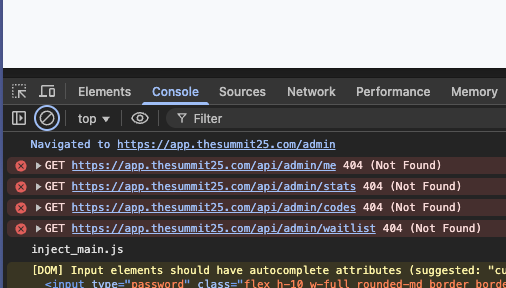 Elements Console Sources Network Performance Memory
top Filter
Navigated to https://app.thesummit25.com/admin
GET https://app.thesummit25.com/api/admin/me 404 (Not Found)
GET https://app.thesummit25.com/api/admin/stats 404 (Not Found)
GET https://app.thesummit25.com/api/admin/codes 404 (Not Found)
GET https://app.thesummit25.com/api/admin/waitlist 404 (Not Found)
inject_main.js
[DOM] Input elements should have autocomplete attributes (suggested: "cu
<input type="password" class="flex h-10 w-full rounded-md border borde